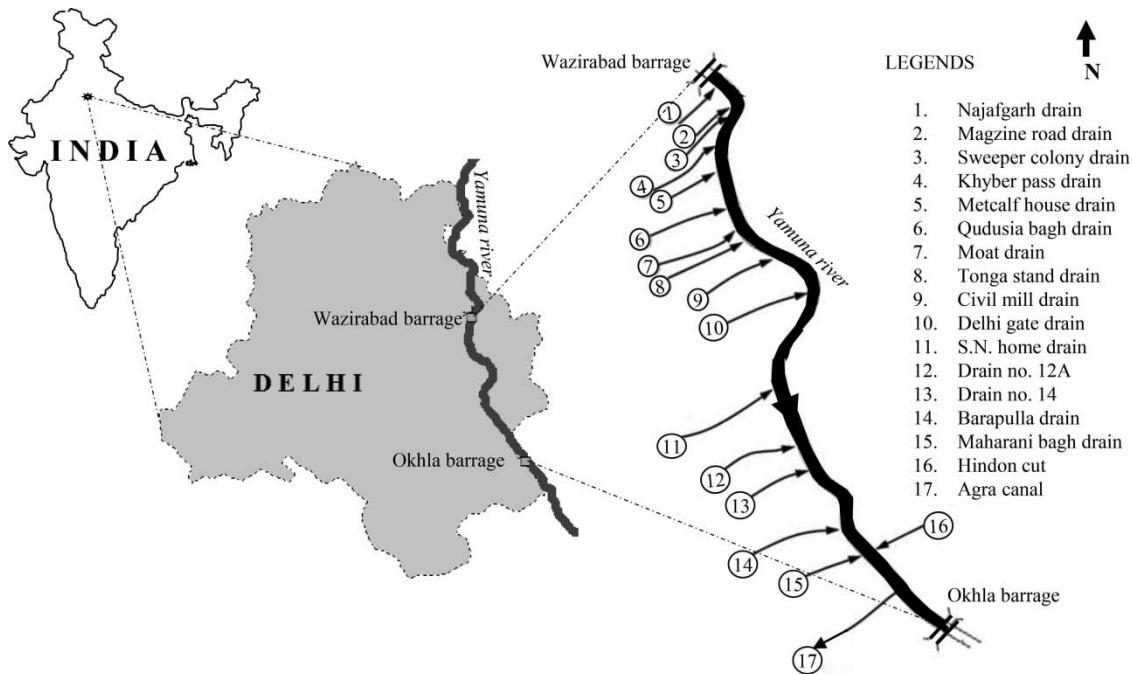 INDIA
DELHI
Yamuna river
Wazirabad barrage
Okhla barrage
Wazirabad barrage
1
2
3
4
5
6
7
8
9
10
11
12
13
14
15
16
17
Yamuna river
Okhla barrage
LEGENDS
N
1. Najafgarh drain
2. Magzine road drain
3. Sweeper colony drain
4. Khyber pass drain
5. Metcalf house drain
6. Qudusia bagh drain
7. Moat drain
8. Tonga stand drain
9. Civil mill drain
10. Delhi gate drain
11. S.N. home drain
12. Drain no. 12A
13. Drain no. 14
14. Barapulla drain
15. Maharani bagh drain
16. Hindon cut
17. Agra canal